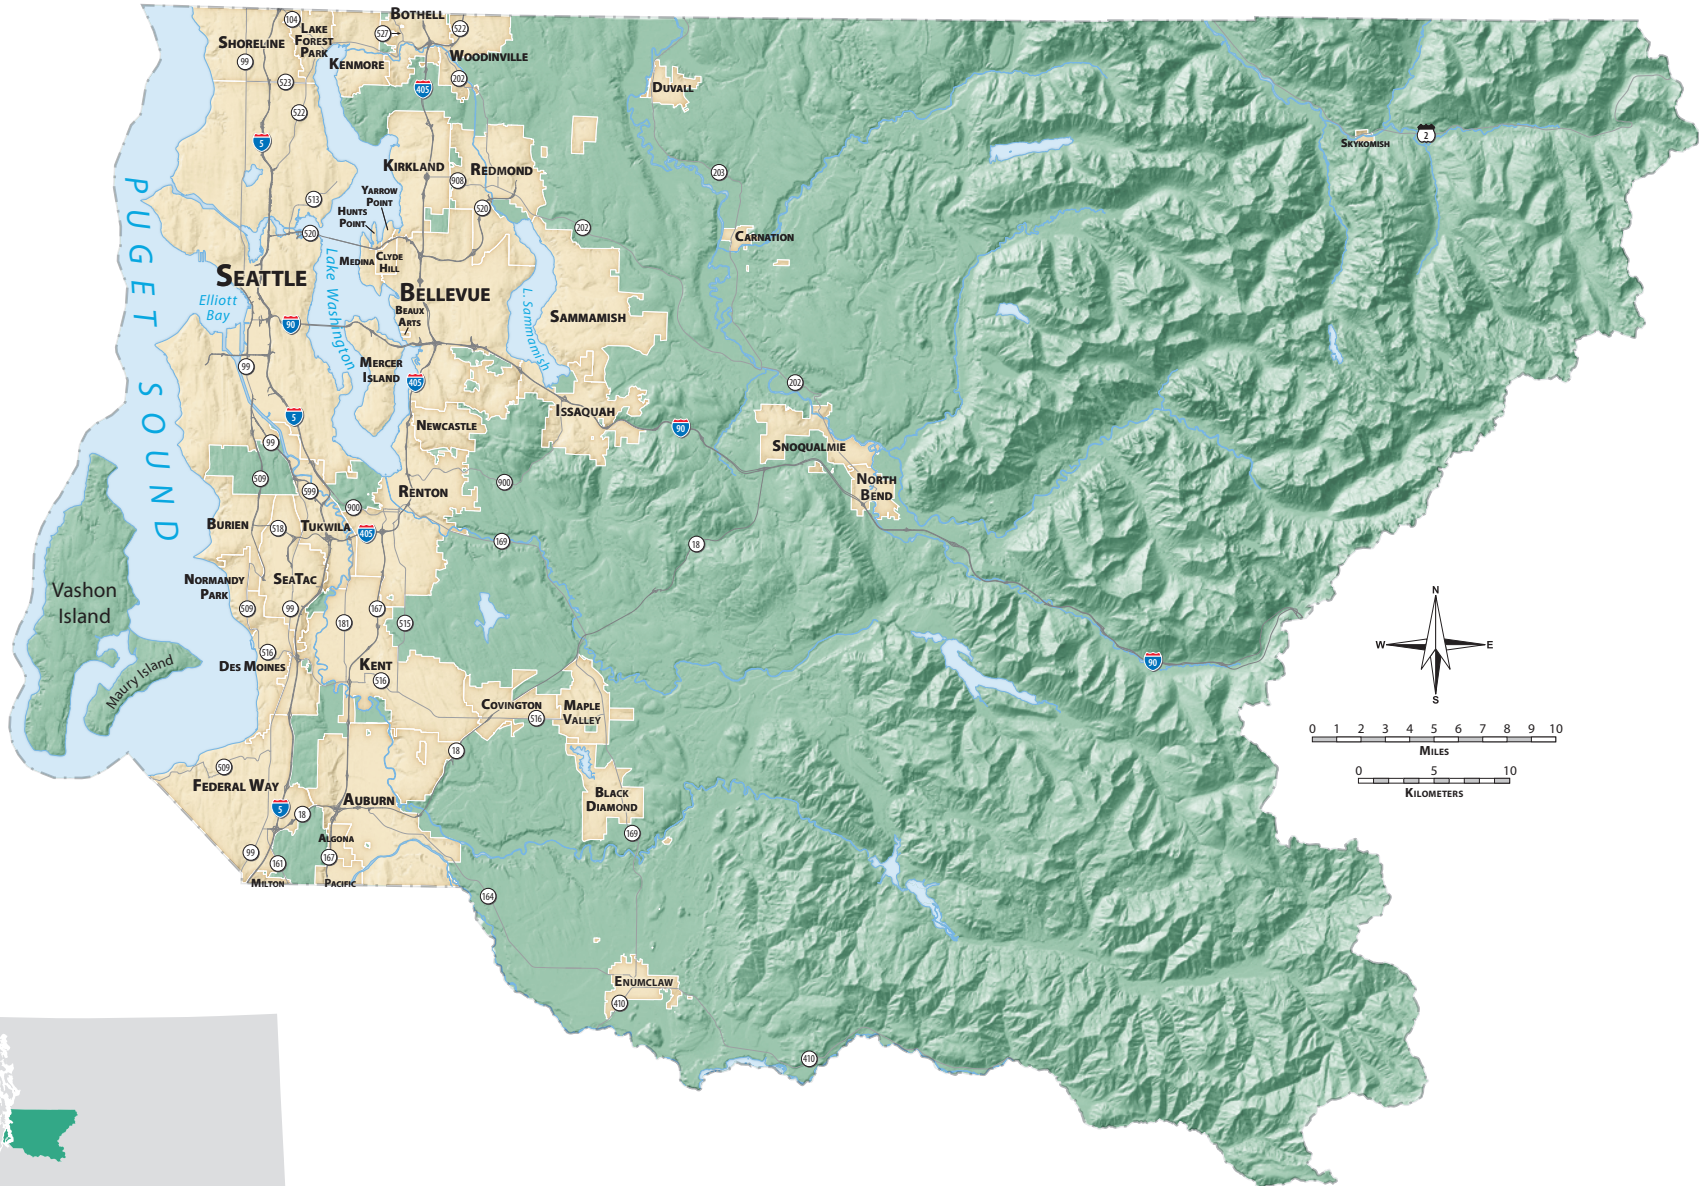 BOTHELL
104
LAKE
FOREST
PARK
527
522
SHORELINE
99
KENMORE
WOODINVILLE
202
523
405
DUVALL
522
5
2
SKYKOMISH
KIRKLAND
REDMOND
203
908
YARROW
POINT
513
HUNTS
POINT
520
202
520
CARNATION
MEDINA
CLYDE
HILL
PUGET SOUND
SEATTLE
Lake Washington
BELLEVUE
L. Sammamish
Elliott
Bay
BEAUX
ARTS
SAMMAMISH
90
99
MERCER
ISLAND
405
202
ISSAQUAH
5
NEWCASTLE
90
99
SNOQUALMIE
509
599
RENTON
900
NORTH
BEND
900
BURIEN
518
TUKWILA
405
169
18
Vashon
Island
NORMANDY
PARK
SEATAC
509
99
181
167
515
N
W
E
S
516
DES MOINES
KENT
516
90
Maury Island
COVINGTON
516
MAPLE
VALLEY
0 1 2 3 4 5 6 7 8 9 10
MILES
0 5 10
KILOMETERS
18
509
FEDERAL WAY
5
18
AUBURN
BLACK
DIAMOND
169
ALGONA
99
161
167
MILTON
PACIFIC
164
ENUMCLAW
410
410